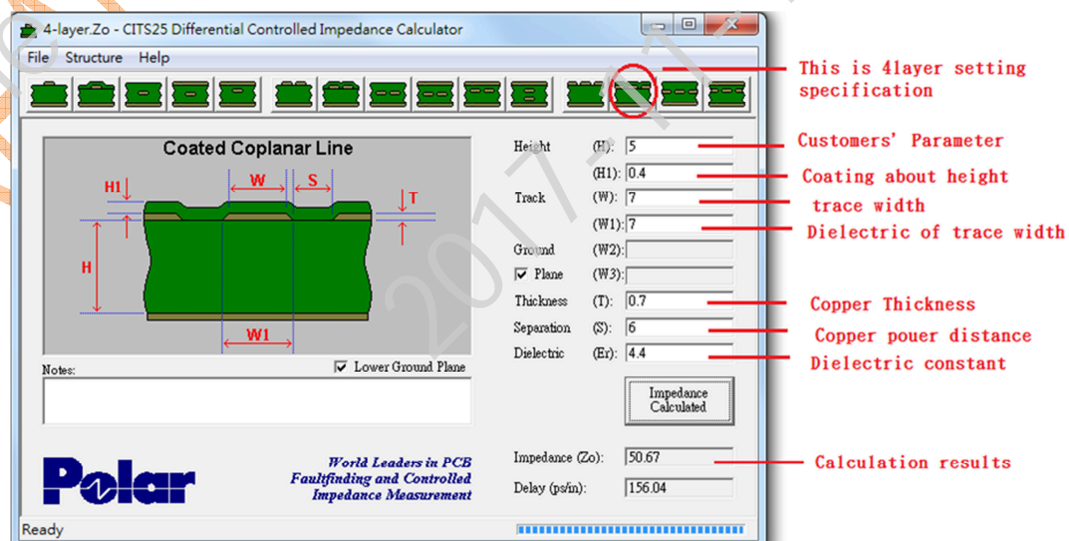 4-layer.Zo - CITS25 Differential Controlled Impedance Calculator
File Structure Help
This is 4layer setting
specification
Coated Coplanar Line
H1
W
S
T
H
W1
Height (H): 5
Customers' Parameter
(H1): 0.4
Coating about height
Track (W): 7
trace width
(W1): 7
Dielectric of trace width
Ground (W2):
Plane (W3):
Thickness (T): 0.7
Copper Thickness
Separation (S): 6
Copper pouer distance
Dielectric (Er): 4.4
Dielectric constant
Notes:
Lower Ground Plane
Impedance
Calculated
Polar
World Leaders in PCB
Faultfinding and Controlled
Impedance Measurement
Impedance (Zo): 50.67
Calculation results
Delay (ps/in): 156.04
Ready